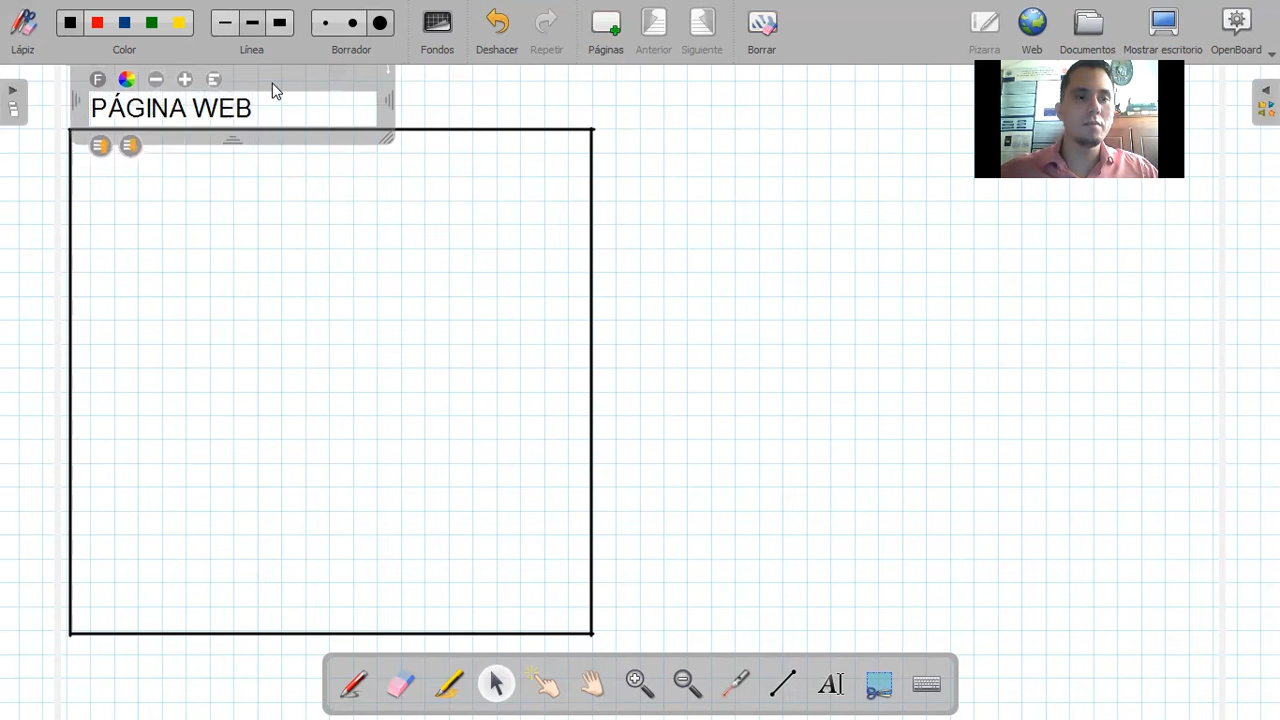 Lápiz
Color
Línea
Borrador
Fondos
Deshacer
Repetir
Páginas
Anterior
Siguiente
Borrar
Pizarra
Web
Documentos
Mostrar escritorio
OpenBoard
F
PÁGINA WEB
A